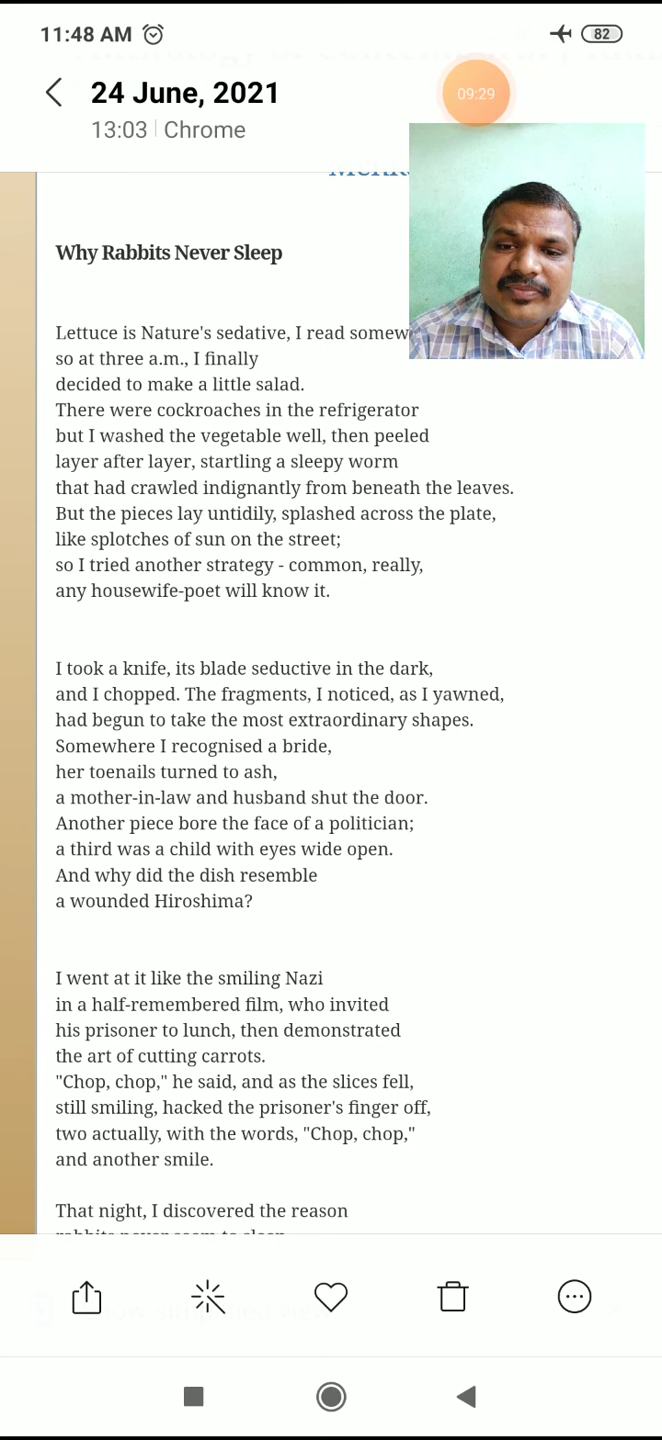 11:48 AM
82
24 June, 2021
09:29
13:03 | Chrome
Why Rabbits Never Sleep
Lettuce is Nature's sedative, I read
so at three a.m., I finally
decided to make a little salad.
There were cockroaches in the refrigerator
but I washed the vegetable well, then peeled
layer after layer, startling a sleepy worm
that had crawled indignantly from beneath the leaves.
But the pieces lay untidily, splashed across the plate,
like splotches of sun on the street;
so I tried another strategy - common, really,
any housewife-poet will know it.
I took a knife, its blade seductive in the dark,
and I chopped. The fragments, I noticed, as I yawned,
had begun to take the most extraordinary shapes.
Somewhere I recognised a bride,
her toenails turned to ash,
a mother-in-law and husband shut the door.
Another piece bore the face of a politician;
a third was a child with eyes wide open.
And why did the dish resemble
a wounded Hiroshima?
I went at it like the smiling Nazi
in a half-remembered film, who invited
his prisoner to lunch, then demonstrated
the art of cutting carrots.
"Chop, chop," he said, and as the slices fell,
still smiling, hacked the prisoner's finger off,
two actually, with the words, "Chop, chop,"
and another smile.
That night, I discovered the reason